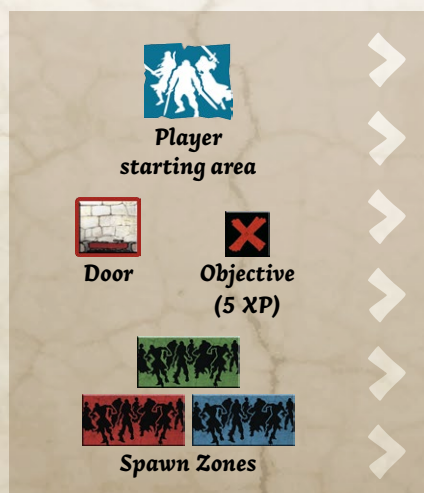 Player
starting area
Door
Objective
(5 XP)
Spawn Zones